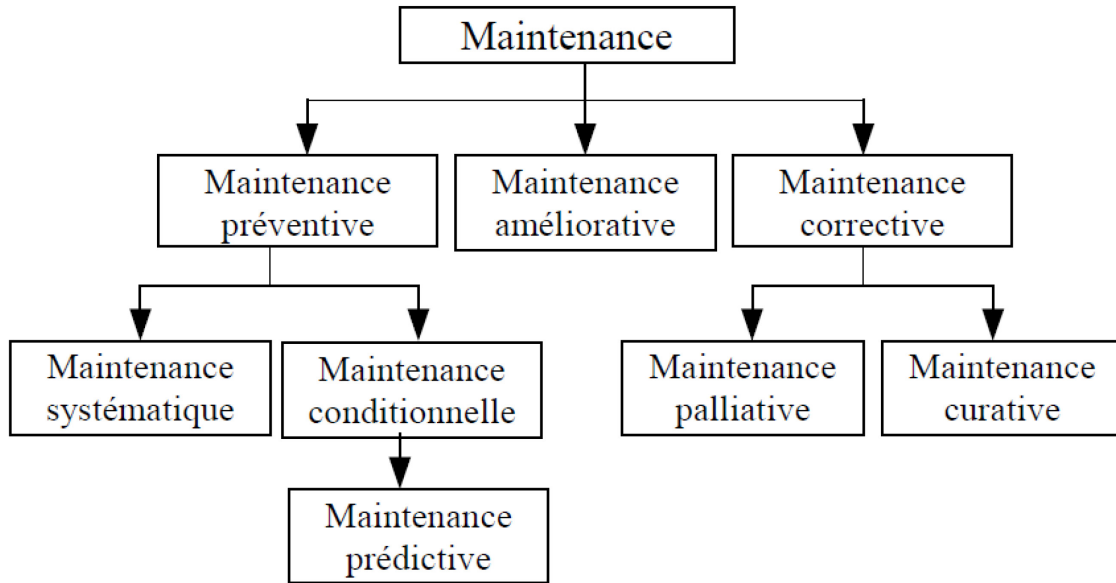 Maintenance
Maintenance
préventive
Maintenance
améliorative
Maintenance
corrective
Maintenance
systématique
Maintenance
conditionnelle
Maintenance
palliative
Maintenance
curative
Maintenance
prédictive